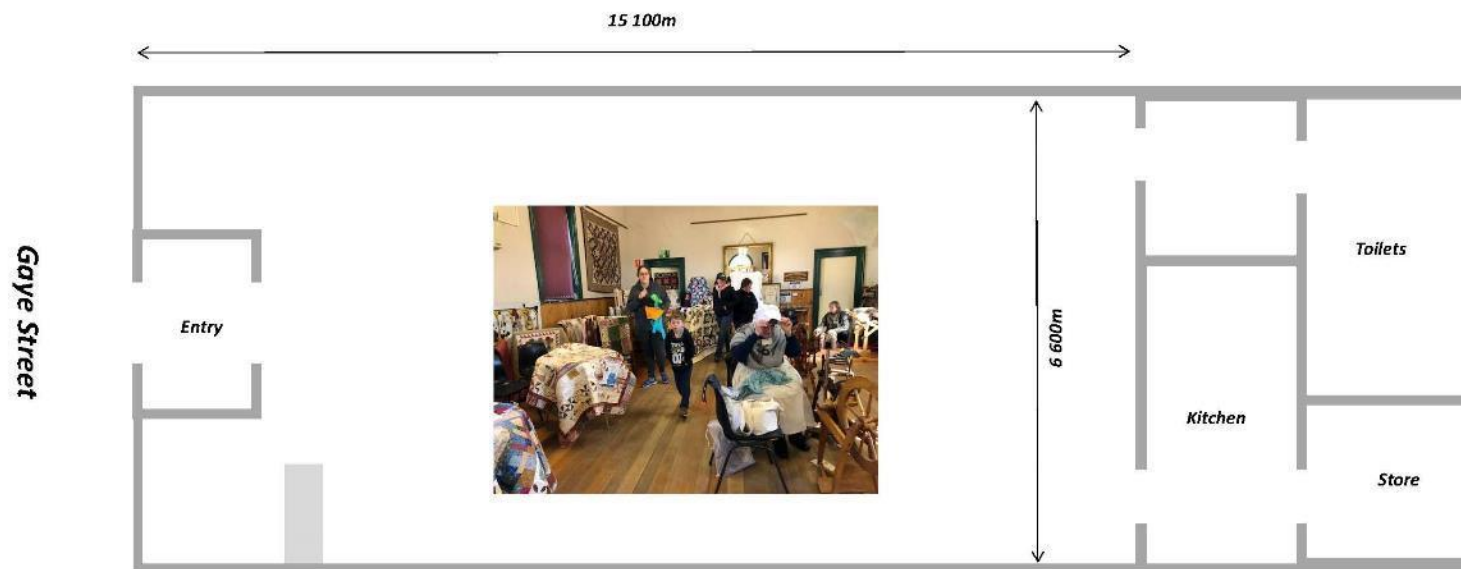 15 100m
Gaye Street
Entry
6 600m
Toilets
Kitchen
Store